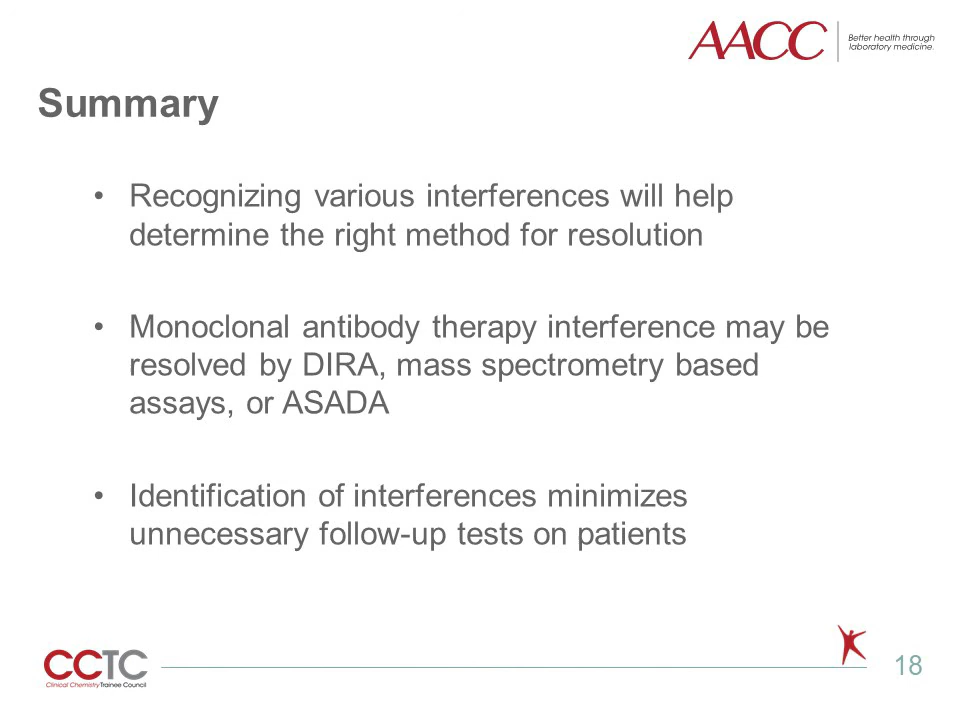 AACC
Better health through
laboratory medicine.
Summary
• Recognizing various interferences will help
determine the right method for resolution
• Monoclonal antibody therapy interference may be
resolved by DIRA, mass spectrometry based
assays, or ASADA
• Identification of interferences minimizes
unnecessary follow-up tests on patients
CCTC
Clinical Chemistry Trainee Council
18